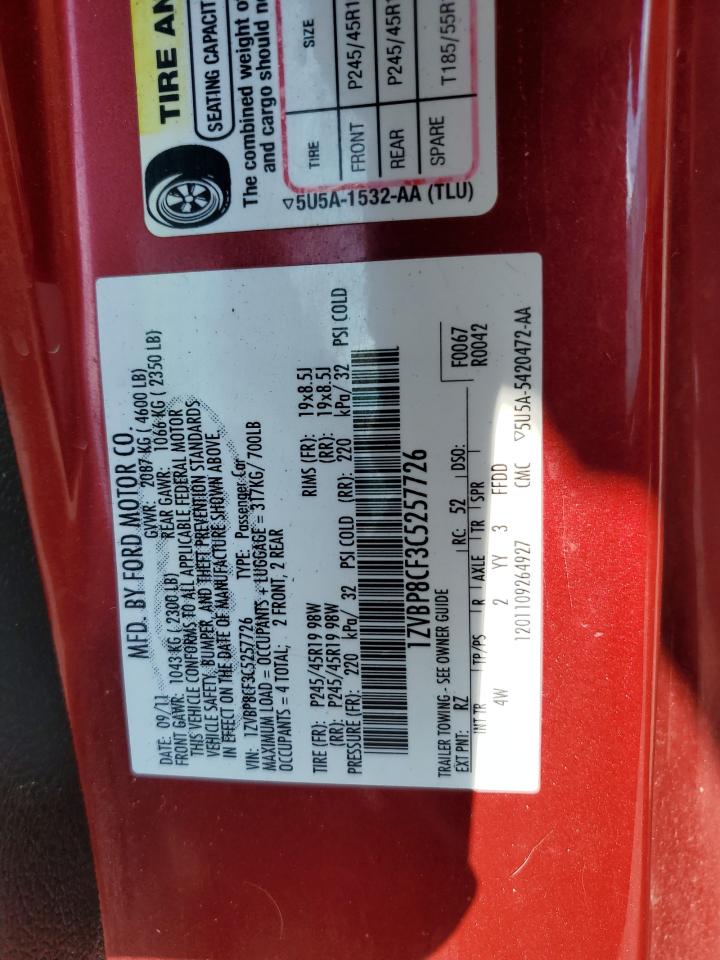 MFD. BY FORD MOTOR CO.
DATE: 09/11 GVWR: 2087 KG ( 4600 LB)
FRONT GAWR: 1043 KG ( 2300 LB) REAR GAWR: 1066 KG ( 2350 LB)
THIS VEHICLE CONFORMS TO ALL APPLICABLE FEDERAL MOTOR
VEHICLE SAFETY, BUMPER, AND THEFT PREVENTION STANDARDS
IN EFFECT ON THE DATE OF MANUFACTURE SHOWN ABOVE.
VIN: 1ZVBP8CF3C5257726 TYPE: Passenger Car
MAXIMUM LOAD = OCCUPANTS + LUGGAGE = 317KG/ 700LB
OCCUPANTS = 4 TOTAL; 2 FRONT, 2 REAR
TIRE (FR): P245/45R19 98W RIMS (FR): 19x8.5J
(RR): P245/45R19 98W (RR): 19x8.5J
PRESSURE (FR): 220 kPa/ 32 PSI COLD (RR): 220 kPa/ 32 PSI COLD
1ZVBP8CF3C5257726
TRAILER TOWING - SEE OWNER GUIDE
EXT PNT: RZ RC: 52 DSO: F0067
R0042
INT TR TP/PS R AXLE TR SPR
4W 2 YY 3 FFDD
1201109264927 CMC ▽5U5A-5420472-AA
TIRE AN
SEATING CAPACIT
The combined weight of
and cargo should no
TIRE SIZE
FRONT P245/45R1
REAR P245/45R1
SPARE T185/55R
▽5U5A-1532-AA (TLU)